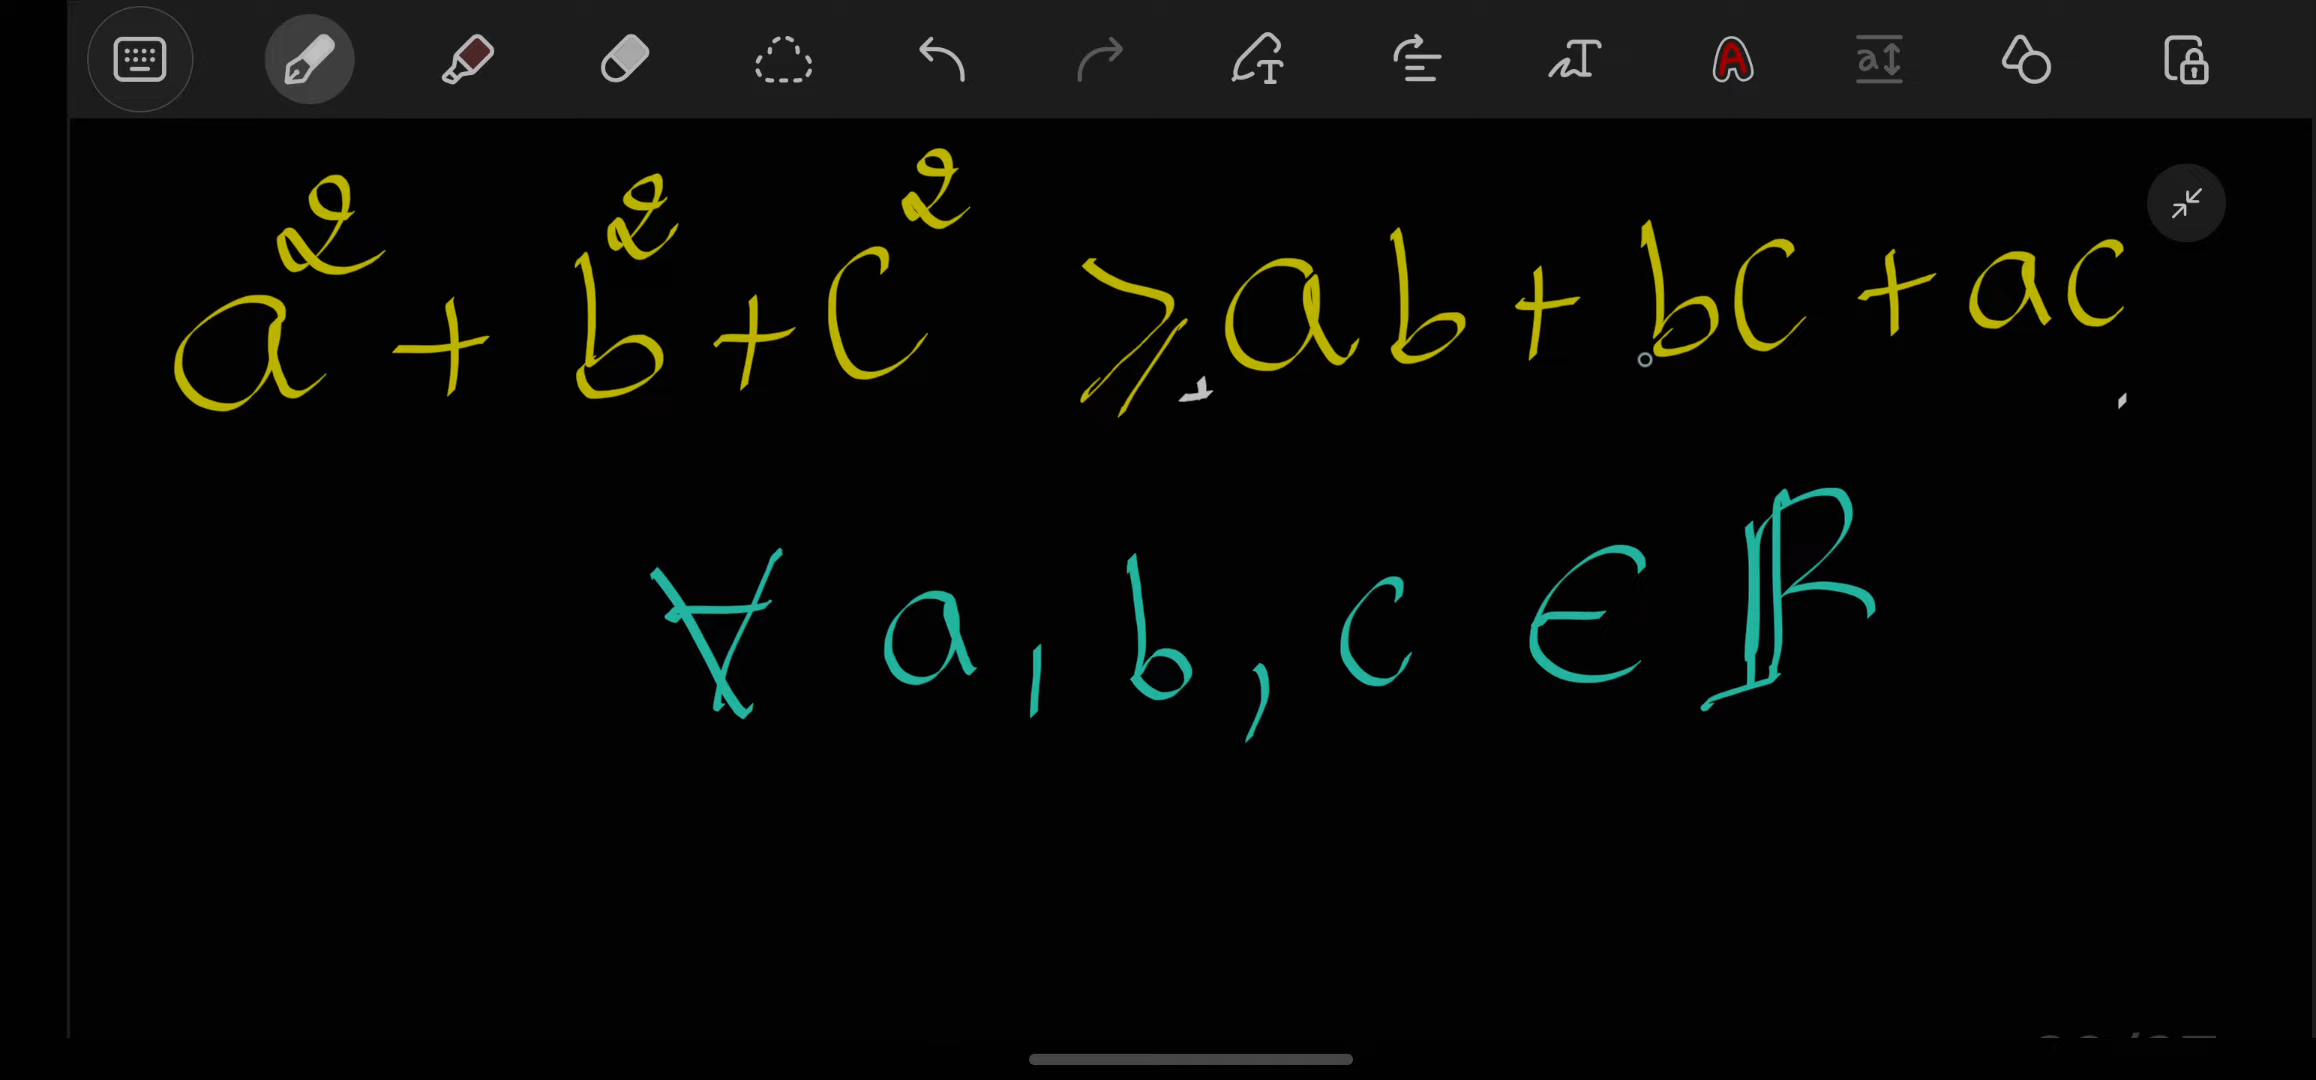 a² + b² + c² ⩾ ab + bc + ac
∀ a, b, c ∈ ℝ